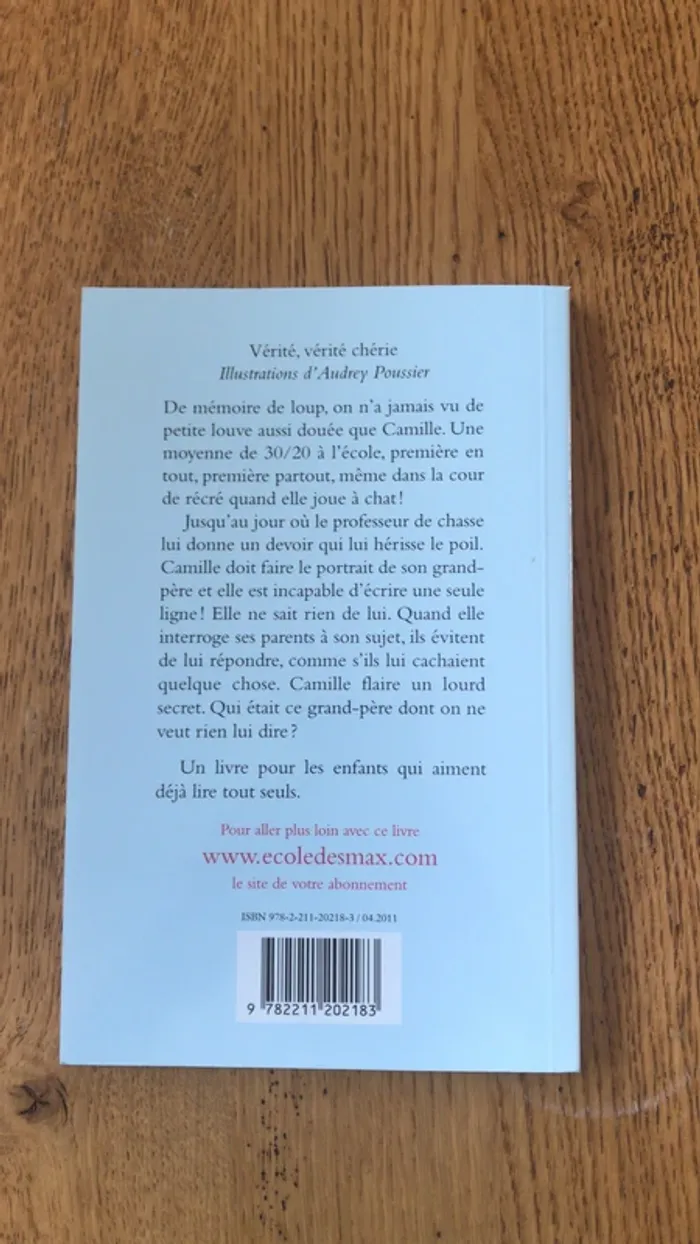 Vérité, vérité chérie
Illustrations d'Audrey Poussier
De mémoire de loup, on n'a jamais vu de
petite louve aussi douée que Camille. Une
moyenne de 30/20 à l'école, première en
tout, première partout, même dans la cour
de récré quand elle joue à chat !
Jusqu'au jour où le professeur de chasse
lui donne un devoir qui lui hérisse le poil.
Camille doit faire le portrait de son grand-
père et elle est incapable d'écrire une seule
ligne ! Elle ne sait rien de lui. Quand elle
interroge ses parents à son sujet, ils évitent
de lui répondre, comme s'ils lui cachaient
quelque chose. Camille flaire un lourd
secret. Qui était ce grand-père dont on ne
veut rien lui dire ?
Un livre pour les enfants qui aiment
déjà lire tout seuls.
Pour aller plus loin avec ce livre
www.ecoledesmax.com
le site de votre abonnement
ISBN 978-2-211-20218-3 / 04.2011
9 782211 202183